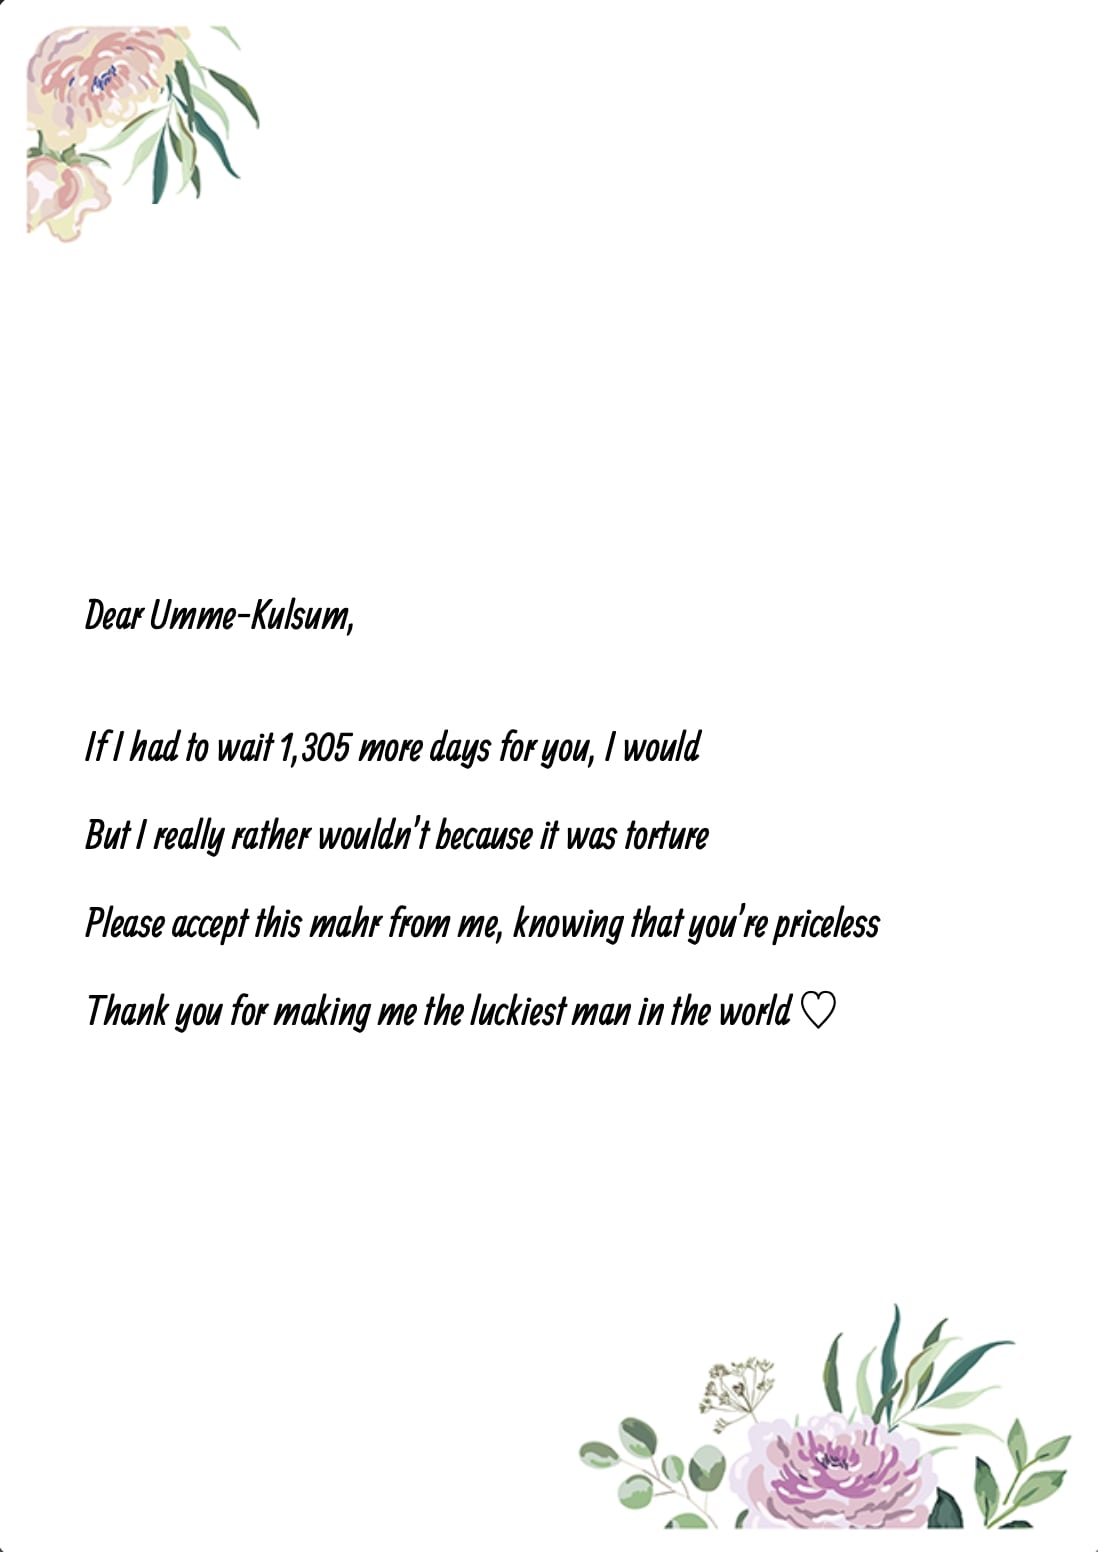 Dear Umme-Kulsum,
If I had to wait 1,305 more days for you, I would
But I really rather wouldn't because it was torture
Please accept this mahr from me, knowing that you're priceless
Thank you for making me the luckiest man in the world ♡